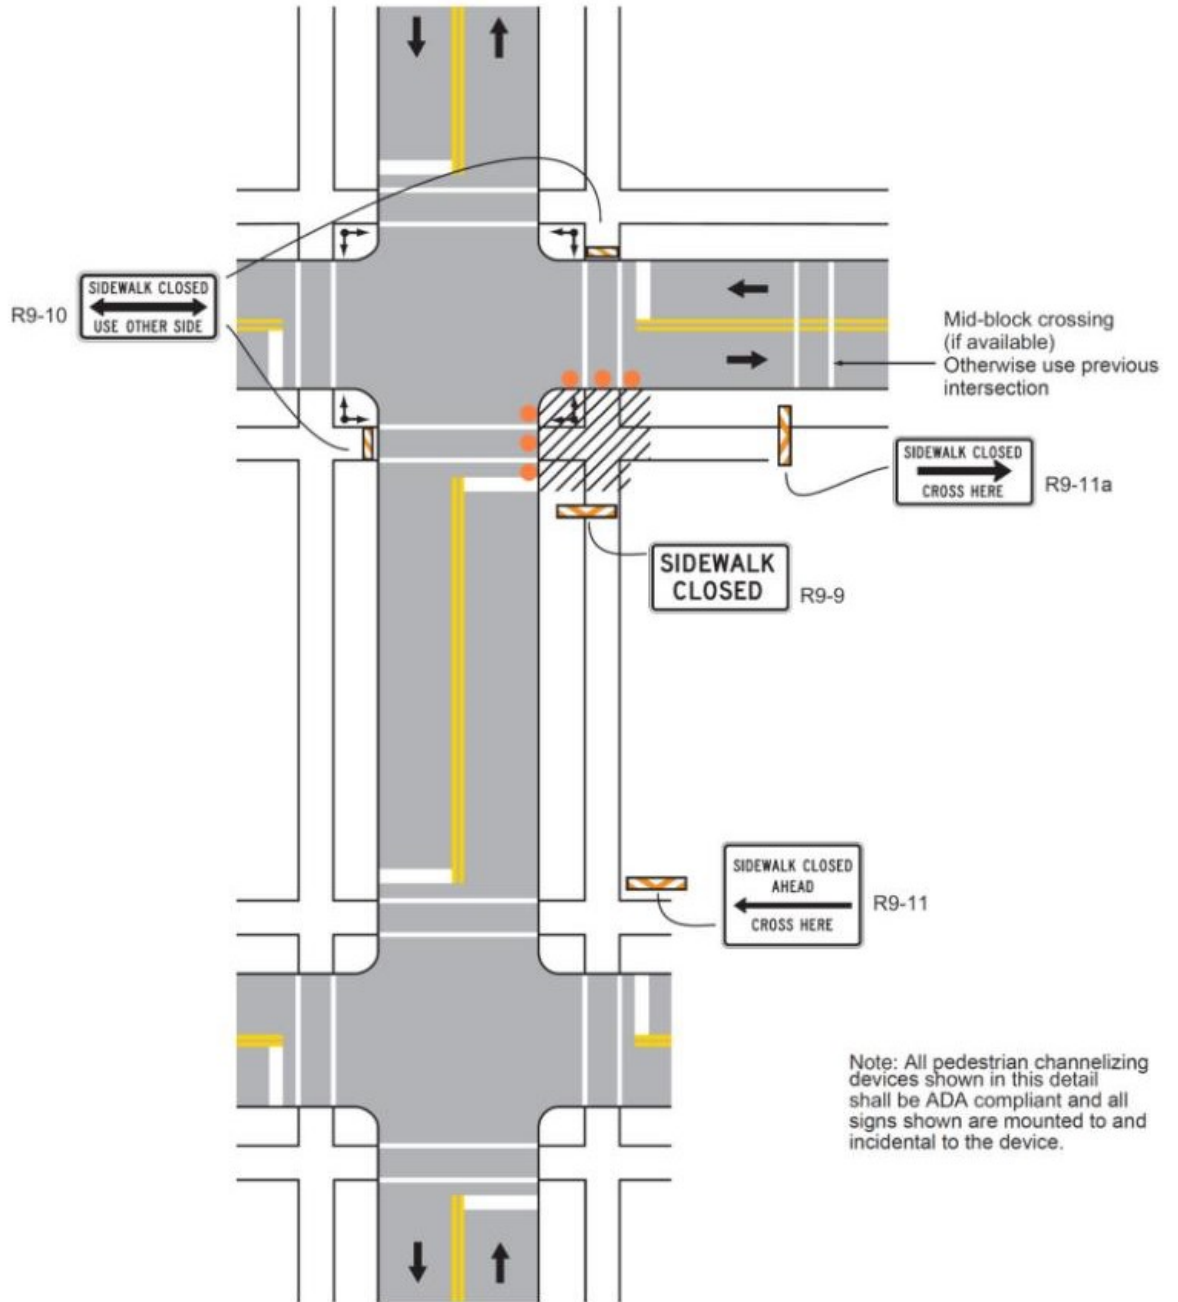 R9-10
SIDEWALK CLOSED
USE OTHER SIDE
Mid-block crossing
(if available)
Otherwise use previous
intersection
SIDEWALK CLOSED
CROSS HERE
R9-11a
SIDEWALK
CLOSED
R9-9
SIDEWALK CLOSED
AHEAD
CROSS HERE
R9-11
Note: All pedestrian channelizing
devices shown in this detail
shall be ADA compliant and all
signs shown are mounted to and
incidental to the device.